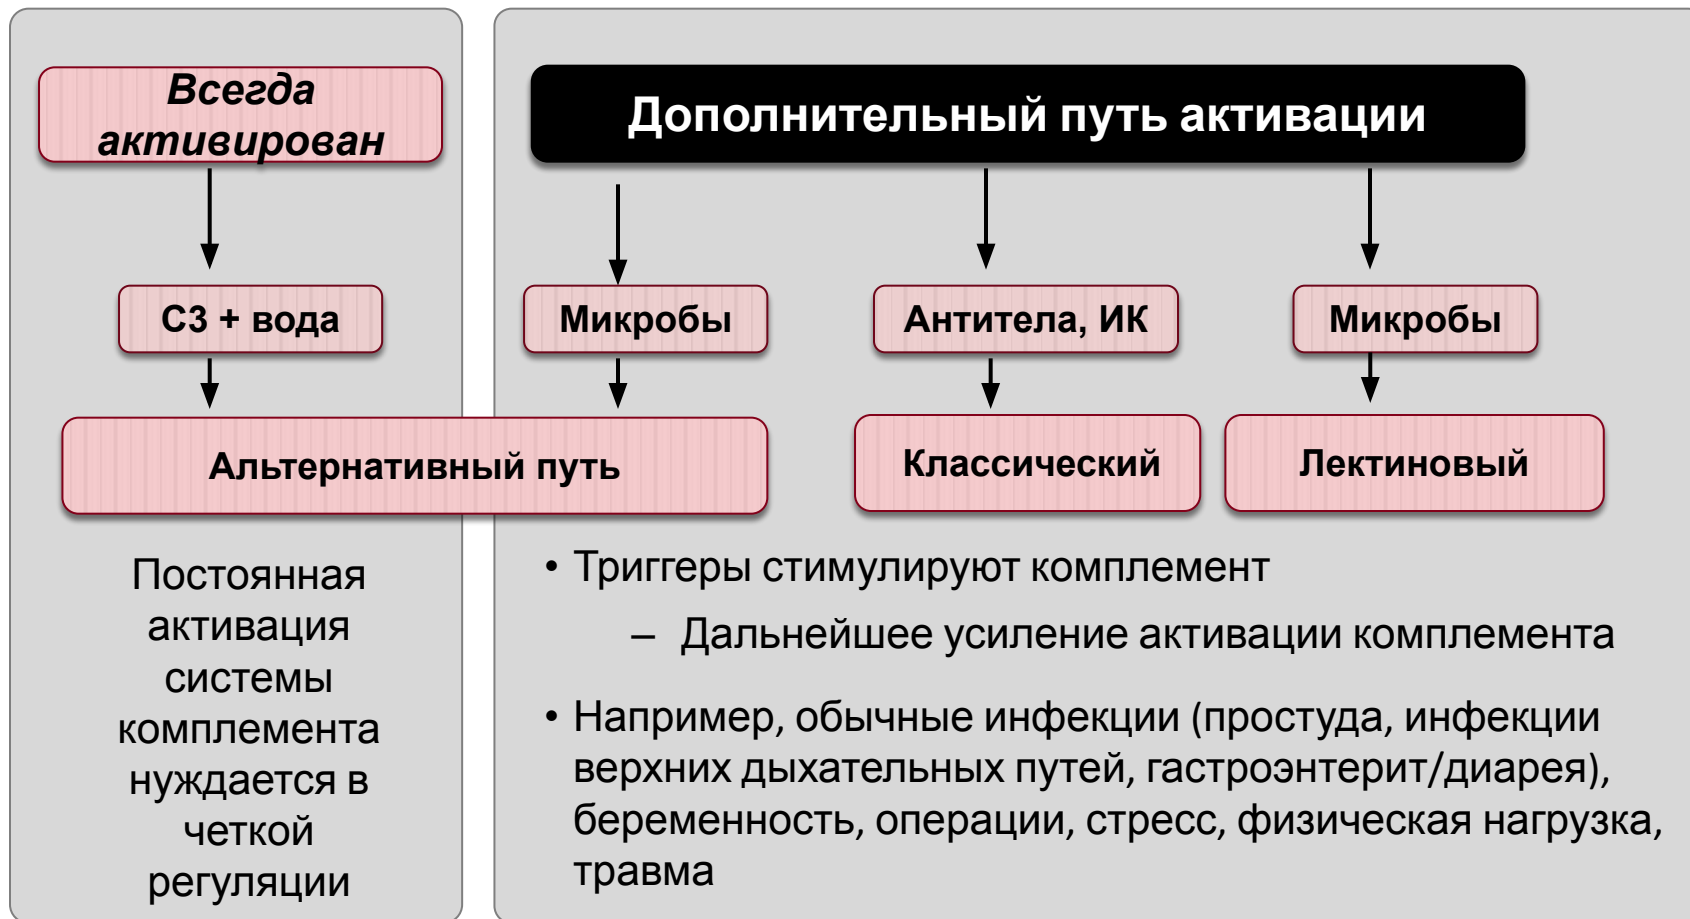 Всегда
активирован
С3 + вода
Альтернативный путь
Постоянная
активация
системы
комплемента
нуждается в
четкой
регуляции
Дополнительный путь активации
Микробы
Антитела, ИК
Микробы
Классический
Лектиновый
• Триггеры стимулируют комплемент
– Дальнейшее усиление активации комплемента
• Например, обычные инфекции (простуда, инфекции
верхних дыхательных путей, гастроэнтерит/диарея),
беременность, операции, стресс, физическая нагрузка,
травма